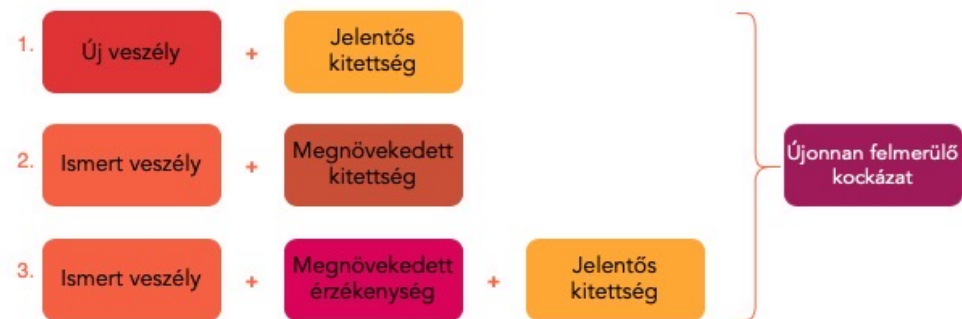 1.
Új veszély
+
Jelentős
kitettség
2.
Ismert veszély
+
Megnövekedett
kitettség
3.
Ismert veszély
+
Megnövekedett
érzékenység
+
Jelentős
kitettség
Újonnan felmerülő
kockázat